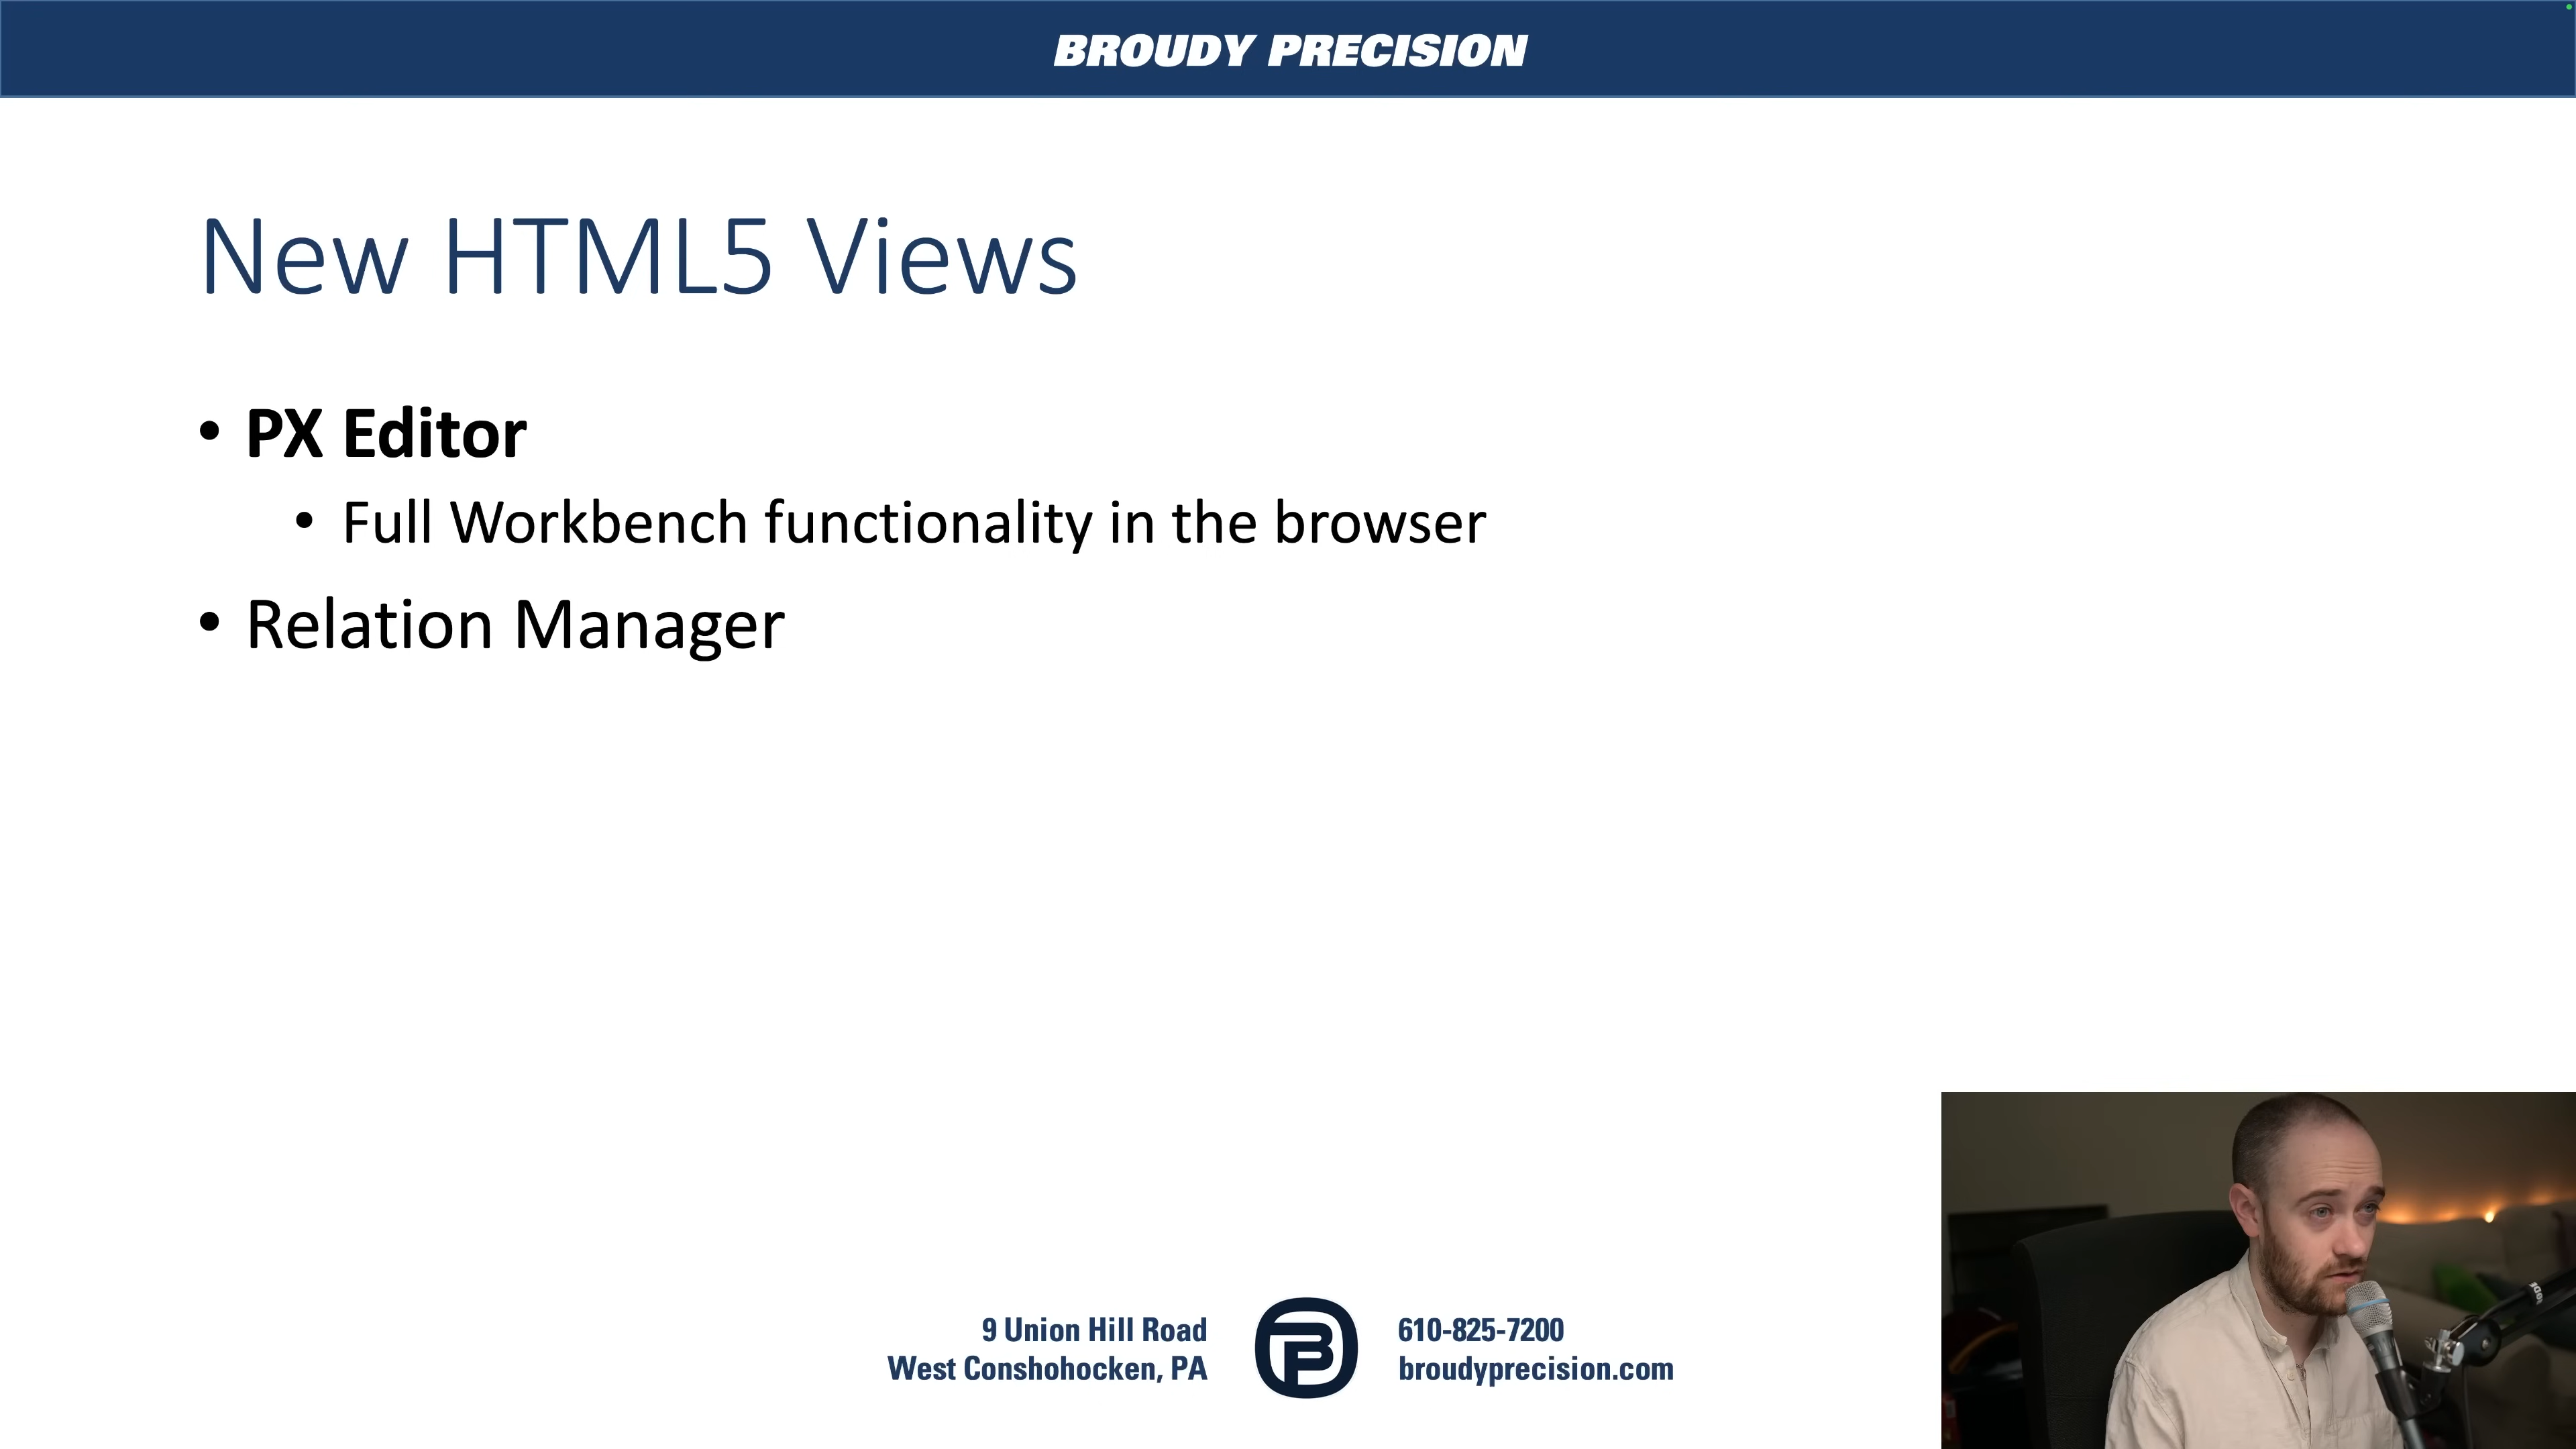 BROUDY PRECISION
New HTML5 Views
• PX Editor
• Full Workbench functionality in the browser
• Relation Manager
9 Union Hill Road
West Conshohocken, PA
610-825-7200
broudyprecision.com